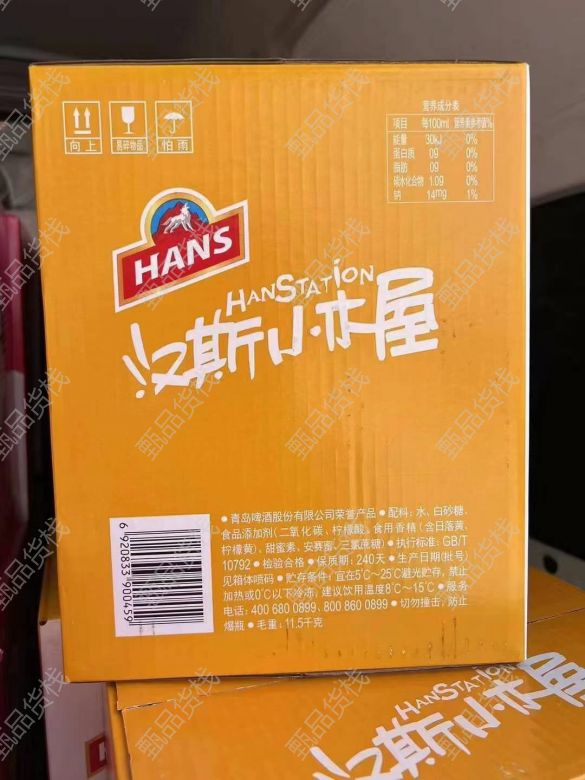 向上
易碎物品
怕雨
营养成分表
项目 每100ml 营养素参考值%
能量 30kJ 0%
蛋白质 0g 0%
脂肪 0g 0%
碳水化合物 1.0g 0%
钠 14mg 1%
HANS
HANSTATION
汉斯小木屋
•青岛啤酒股份有限公司荣誉产品•配料:水、白砂糖、
食品添加剂(二氧化碳、柠檬酸、食用香精(含日落黄、
柠檬黄)、甜蜜素、安赛蜜、三氯蔗糖)•执行标准:GB/T
10792•检验合格•保质期:240天•生产日期(批号)
见箱体喷码•贮存条件:宜在5℃~25℃避光贮存,禁止
加热或0℃以下冷冻,建议饮用温度8℃~15℃•服务
电话:400 680 0899、800 860 0899•切勿撞击,防止
爆瓶•毛重:11.5千克
6 920833 900459
HANSTATION
汉斯小木屋
甄品货栈